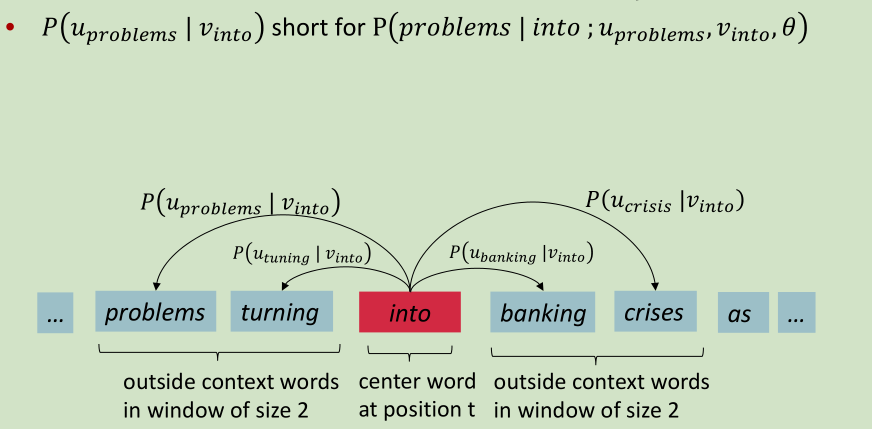 • P(u_problems | v_into) short for P(problems | into ; u_problems, v_into, θ)
P(u_problems | v_into)
P(u_crisis |v_into)
P(u_tuning | v_into)
P(u_banking |v_into)
... problems turning into banking crises as ...
outside context words
in window of size 2
center word
at position t
outside context words
in window of size 2